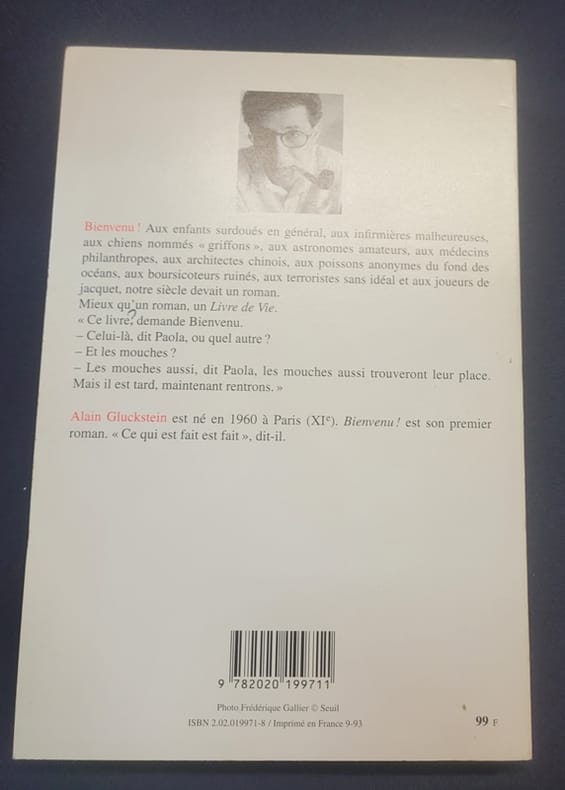 Bienvenu ! Aux enfants surdoués en général, aux infirmières malheureuses,
aux chiens nommés « griffons », aux astronomes amateurs, aux médecins
philanthropes, aux architectes chinois, aux poissons anonymes du fond des
océans, aux boursicoteurs ruinés, aux terroristes sans idéal et aux joueurs de
jacquet, notre siècle devait un roman.
Mieux qu'un roman, un Livre de Vie.
« Ce livre? demande Bienvenu.
– Celui-là, dit Paola, ou quel autre ?
– Et les mouches ?
– Les mouches aussi, dit Paola, les mouches aussi trouveront leur place.
Mais il est tard, maintenant rentrons. »
Alain Gluckstein est né en 1960 à Paris (XIe). Bienvenu ! est son premier
roman. « Ce qui est fait est fait », dit-il.
9 782020 199711
Photo Frédérique Gallier © Seuil
ISBN 2.02.019971-8 / Imprimé en France 9-93
99 F